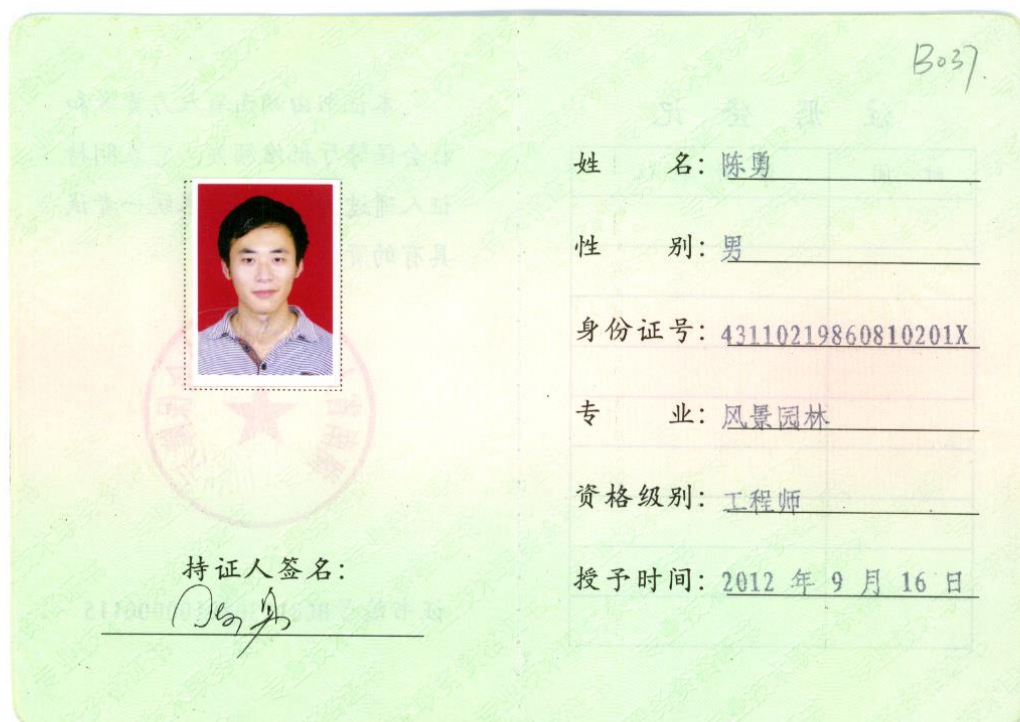 B037.
姓 名：陈勇
性 别：男
身份证号：43110219860810201X
专 业：风景园林
资格级别：工程师
授予时间：2012 年 9 月 16 日
持证人签名：
陈勇